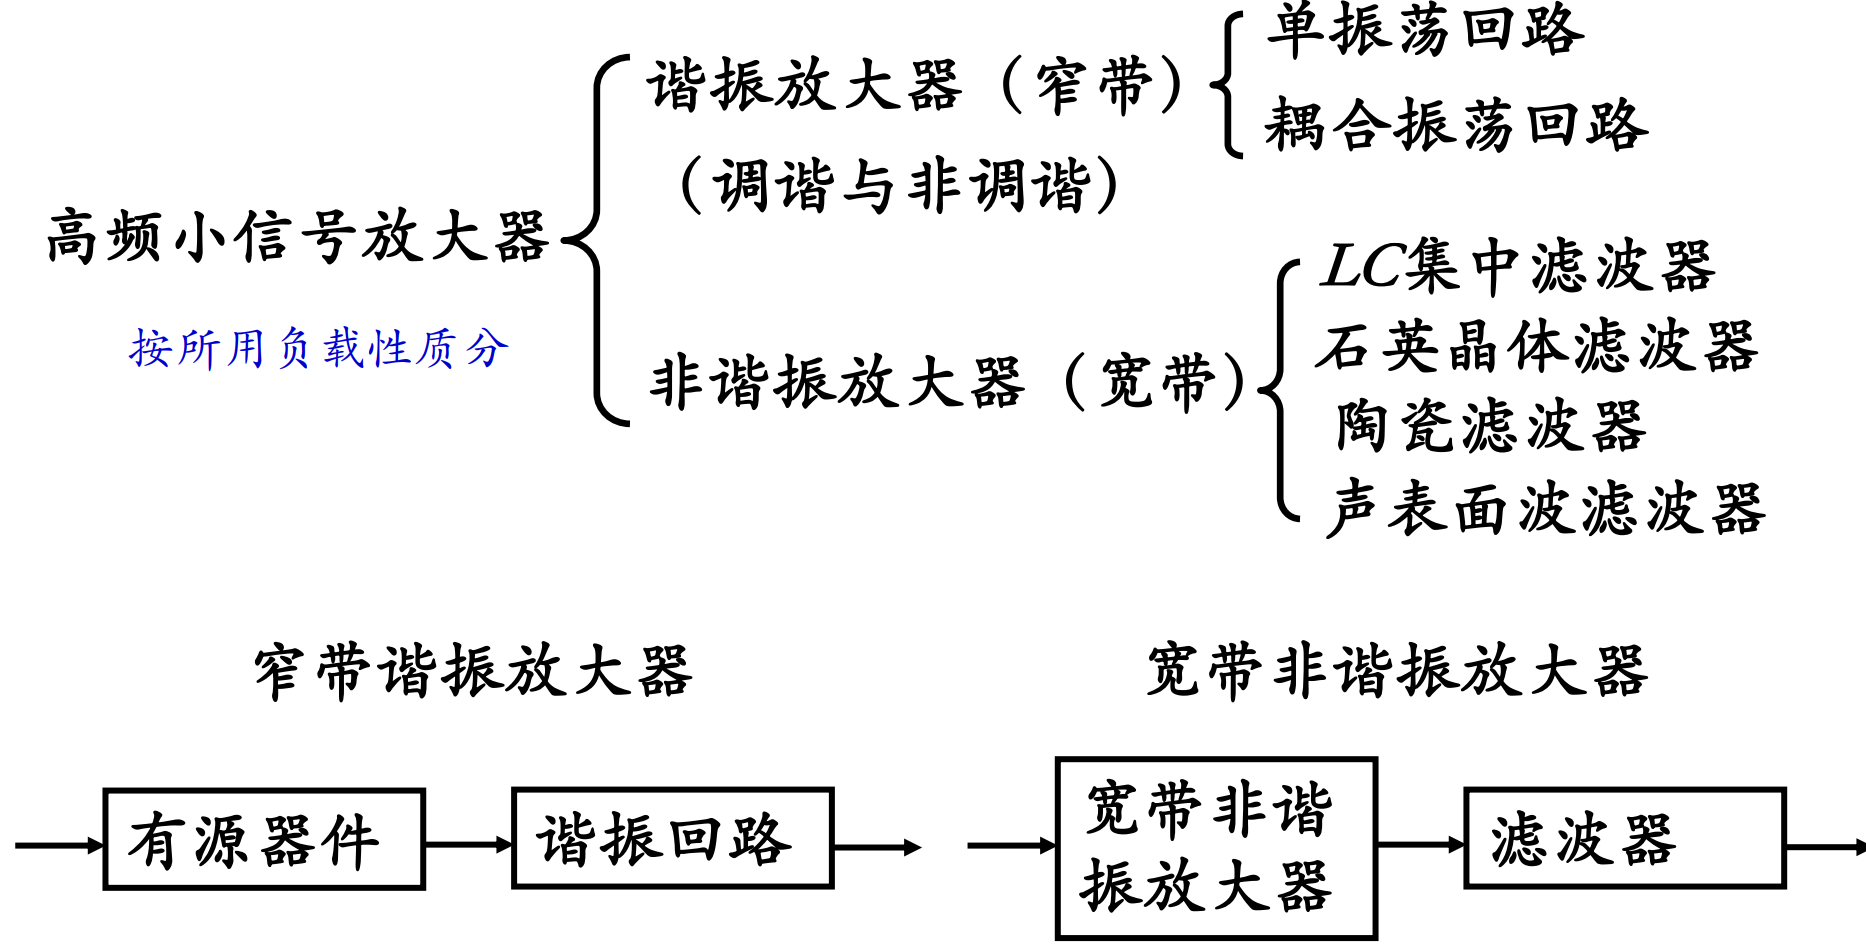 单振荡回路
谐振放大器（窄带）
耦合振荡回路
（调谐与非调谐）
高频小信号放大器
LC集中滤波器
按所用负载性质分
石英晶体滤波器
非谐振放大器（宽带）
陶瓷滤波器
声表面波滤波器
窄带谐振放大器
宽带非谐振放大器
有源器件
谐振回路
宽带非谐
振放大器
滤波器